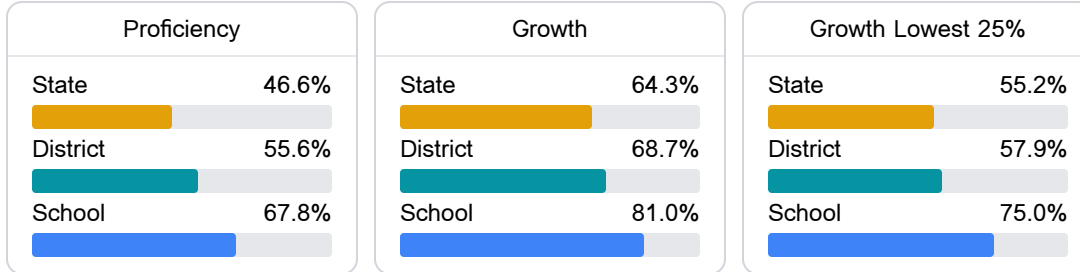 Proficiency
State 46.6%
District 55.6%
School 67.8%
Growth
State 64.3%
District 68.7%
School 81.0%
Growth Lowest 25%
State 55.2%
District 57.9%
School 75.0%